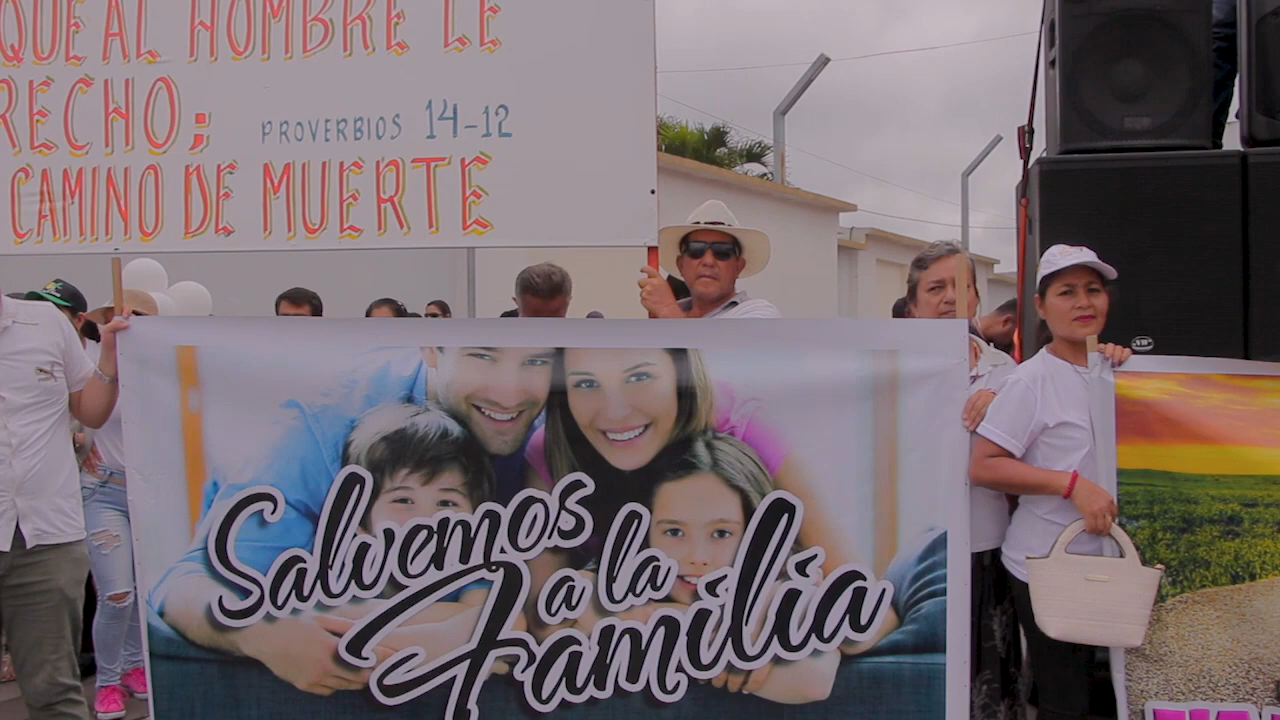 QUE AL HOMBRE LE
RECHO; PROVERBIOS 14-12
CAMINO DE MUERTE
Salvemos
a la
Familia